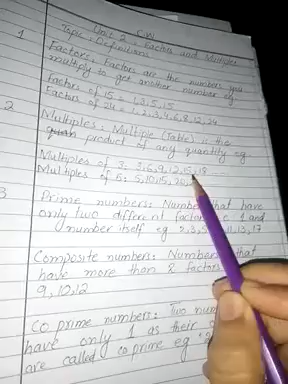 C.W
Unit 2: Factors and Multiples
Topic: Definitions
1 Factors: Factors are the numbers you
multiply to get another number eg
Factors of 15 = 1,3,5,15
Factors of 24 = 1,2,3,4,6,8,12,24
2 Multiples: Multiple (Table) is the
product of any quantity eg
Multiples of 3: 3,6,9,12,15,18 ....
Multiples of 5: 5,10,15,20,
3 Prime numbers: Number that have
only two different factors 1 and
number itself eg 2,3,5, 11,13,17
Composite numbers: Numbers that
have more than 2 factors
9,10,12
Co prime numbers: Two
have only 1 as their
are called co prime eg